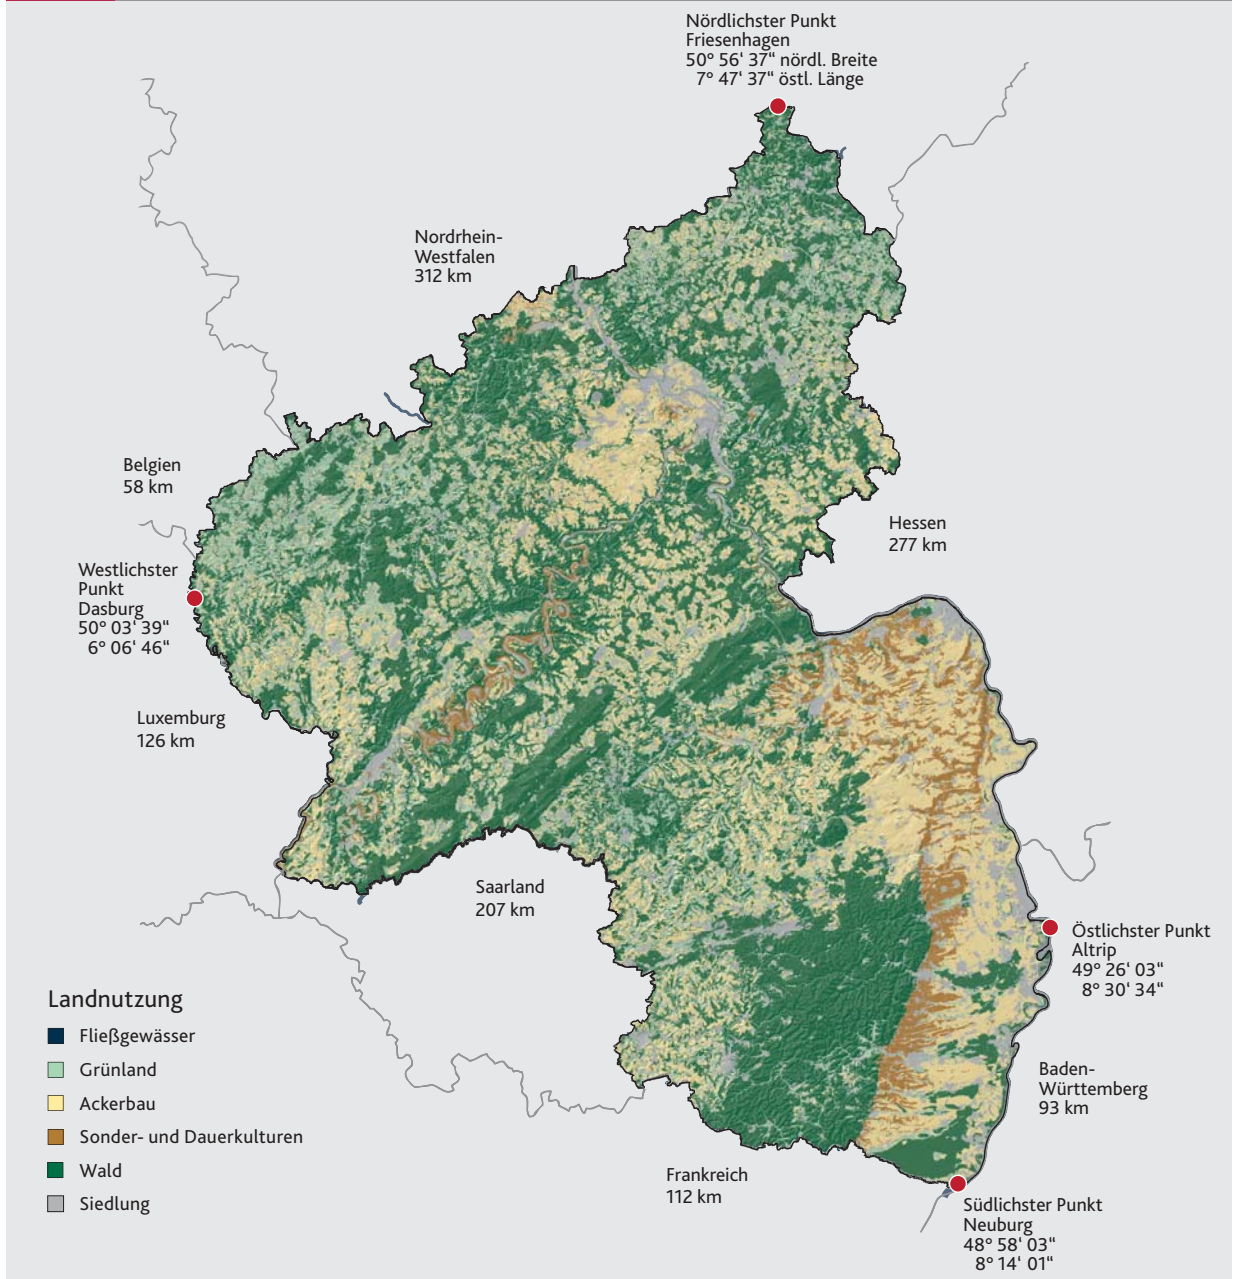 Nördlichster Punkt
Friesenhagen
50° 56‘ 37“ nördl. Breite
7° 47‘ 37“ östl. Länge
Nordrhein-
Westfalen
312 km
Belgien
58 km
Hessen
277 km
Westlichster
Punkt
Dasburg
50° 03‘ 39“
6° 06‘ 46“
Luxemburg
126 km
Saarland
207 km
Östlichster Punkt
Altrip
49° 26‘ 03“
8° 30‘ 34“
Landnutzung
Fließgewässer
Grünland
Ackerbau
Sonder- und Dauerkulturen
Wald
Siedlung
Baden-
Württemberg
93 km
Frankreich
112 km
Südlichster Punkt
Neuburg
48° 58‘ 03“
8° 14‘ 01“